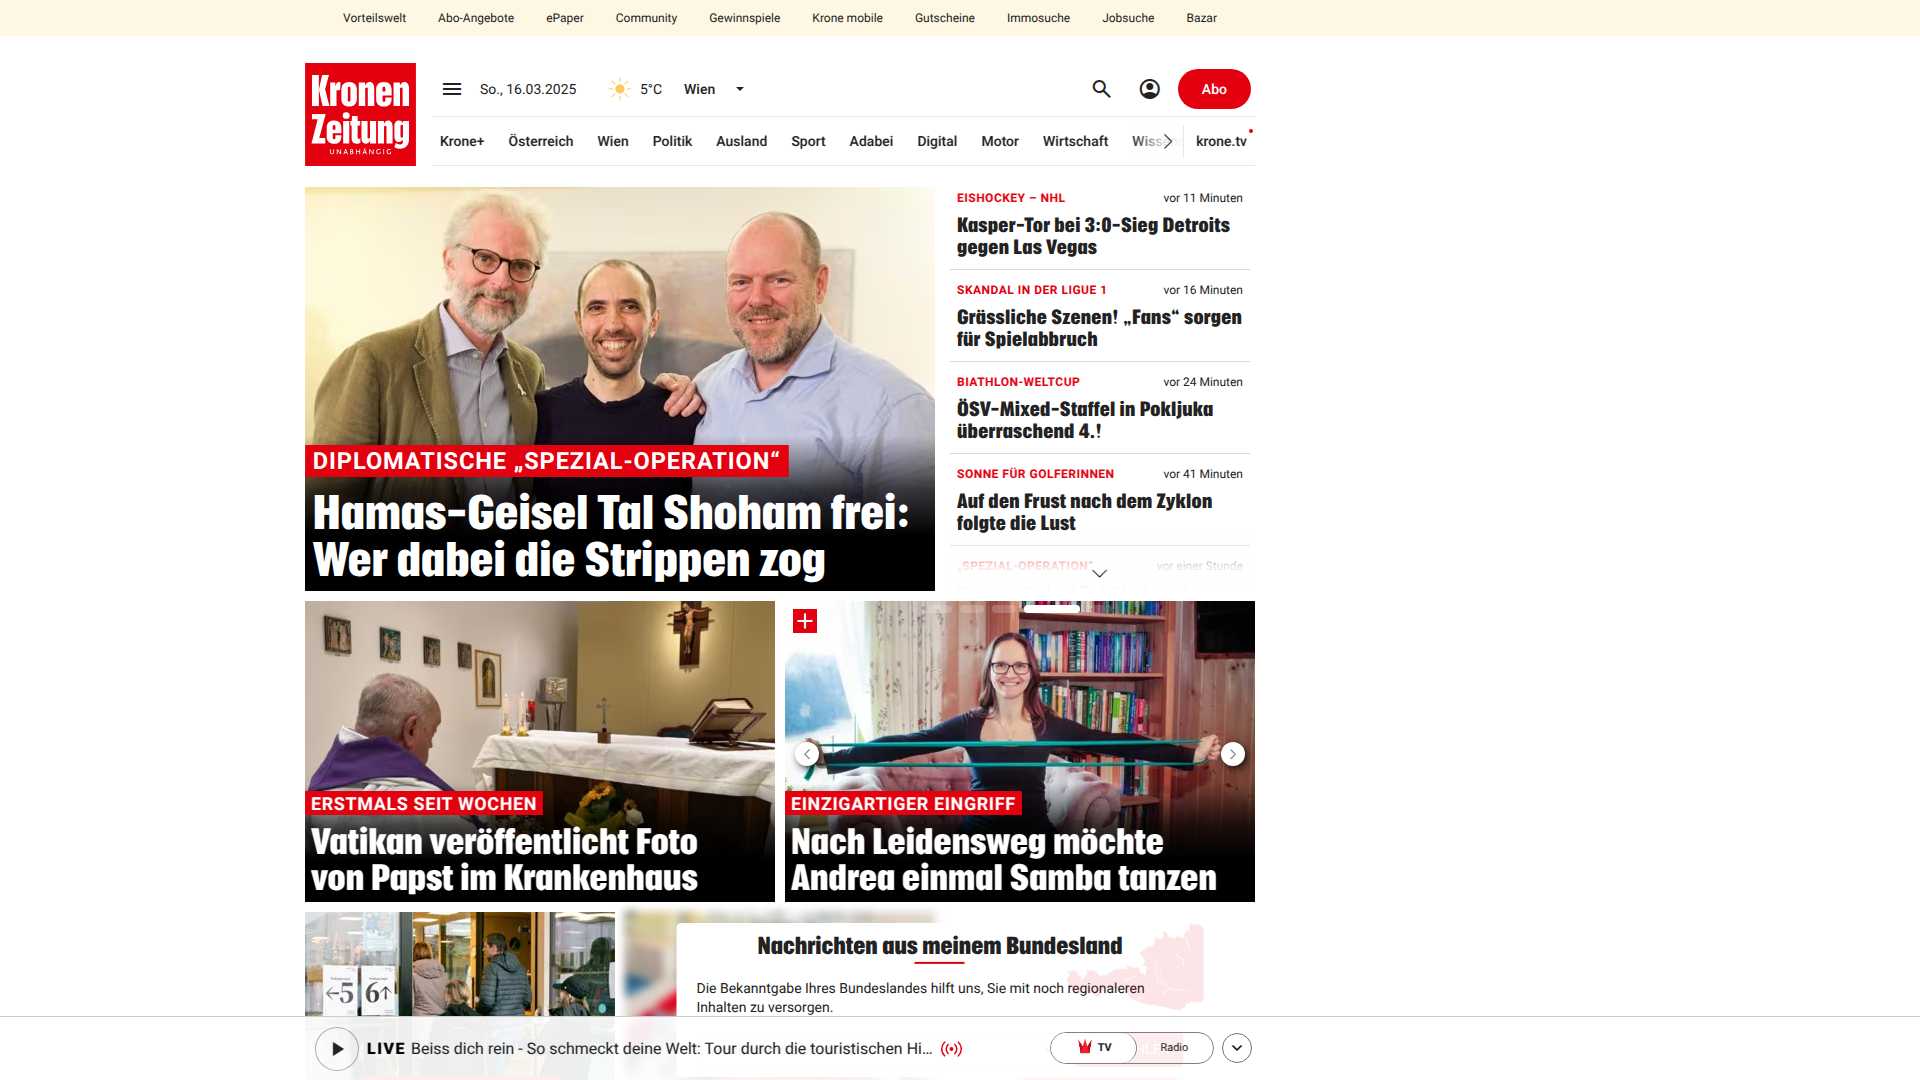 Vorteilswelt Abo-Angebote ePaper Community Gewinnspiele Krone mobile Gutscheine Immosuche Jobsuche Bazar
Kronen
Zeitung
UNABHÄNGIG
So., 16.03.2025 5°C Wien
Abo
Krone+ Österreich Wien Politik Ausland Sport Adabei Digital Motor Wirtschaft krone.tv
DIPLOMATISCHE „SPEZIAL-OPERATION“
Hamas-Geisel Tal Shoham frei:
Wer dabei die Strippen zog
EISHOCKEY – NHL vor 11 Minuten
Kasper-Tor bei 3:0-Sieg Detroits
gegen Las Vegas
SKANDAL IN DER LIGUE 1 vor 16 Minuten
Grässliche Szenen! „Fans“ sorgen
für Spielabbruch
BIATHLON-WELTCUP vor 24 Minuten
ÖSV-Mixed-Staffel in Pokljuka
überraschend 4.!
SONNE FÜR GOLFERINNEN vor 41 Minuten
Auf den Frust nach dem Zyklon
folgte die Lust
„SPEZIAL-OPERATION“ vor einer Stunde
ERSTMALS SEIT WOCHEN
Vatikan veröffentlicht Foto
von Papst im Krankenhaus
EINZIGARTIGER EINGRIFF
Nach Leidensweg möchte
Andrea einmal Samba tanzen
←5 6↑
Nachrichten aus meinem Bundesland
Die Bekanntgabe Ihres Bundeslandes hilft uns, Sie mit noch regionaleren
Inhalten zu versorgen.
LIVE Beiss dich rein - So schmeckt deine Welt: Tour durch die touristischen Hi...
TV Radio